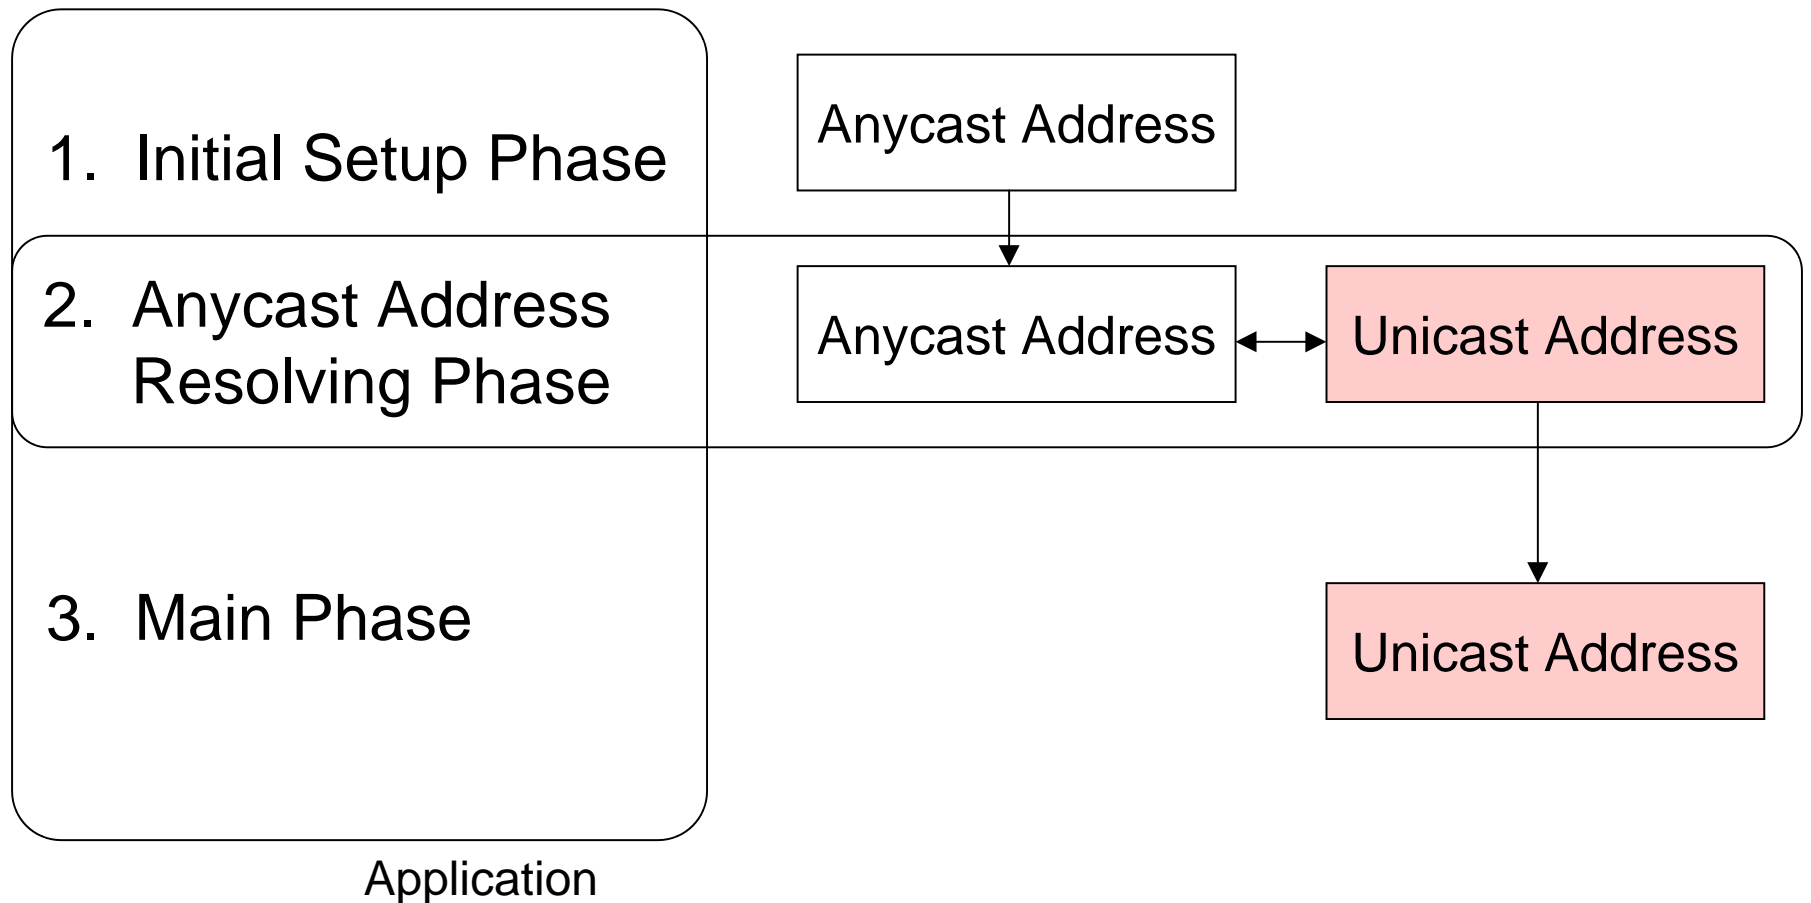 1. Initial Setup Phase
Anycast Address
2. Anycast Address
Resolving Phase
Anycast Address
Unicast Address
3. Main Phase
Unicast Address
Application